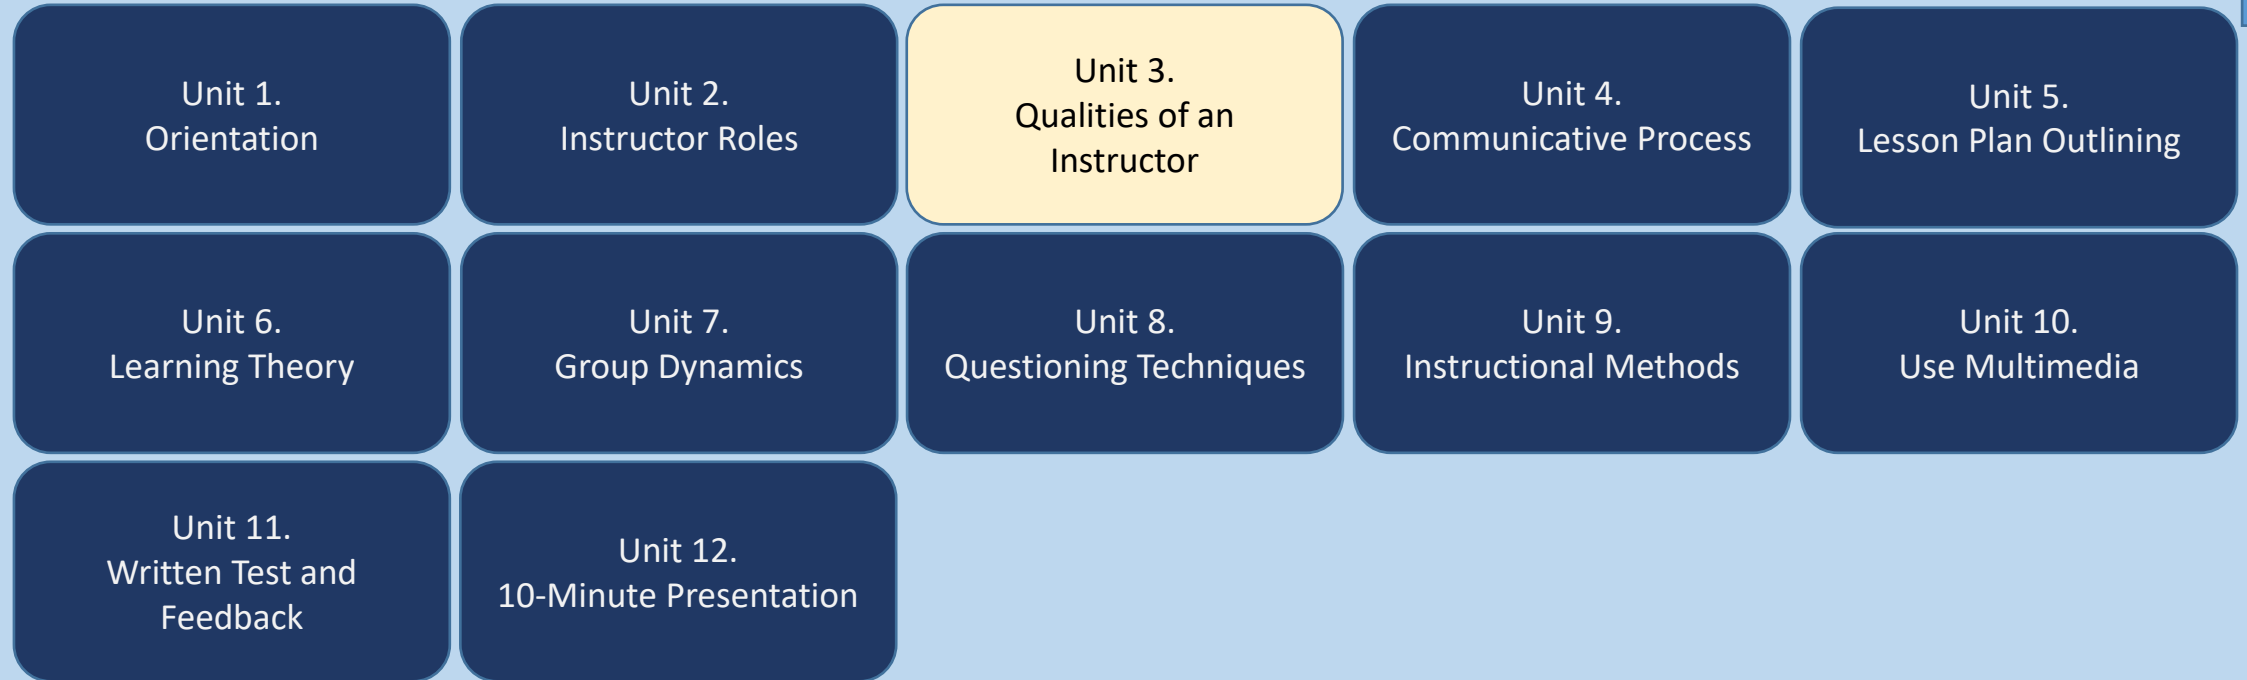 Unit 1.
Orientation
Unit 2.
Instructor Roles
Unit 3.
Qualities of an
Instructor
Unit 4.
Communicative Process
Unit 5.
Lesson Plan Outlining
Unit 6.
Learning Theory
Unit 7.
Group Dynamics
Unit 8.
Questioning Techniques
Unit 9.
Instructional Methods
Unit 10.
Use Multimedia
Unit 11.
Written Test and
Feedback
Unit 12.
10-Minute Presentation